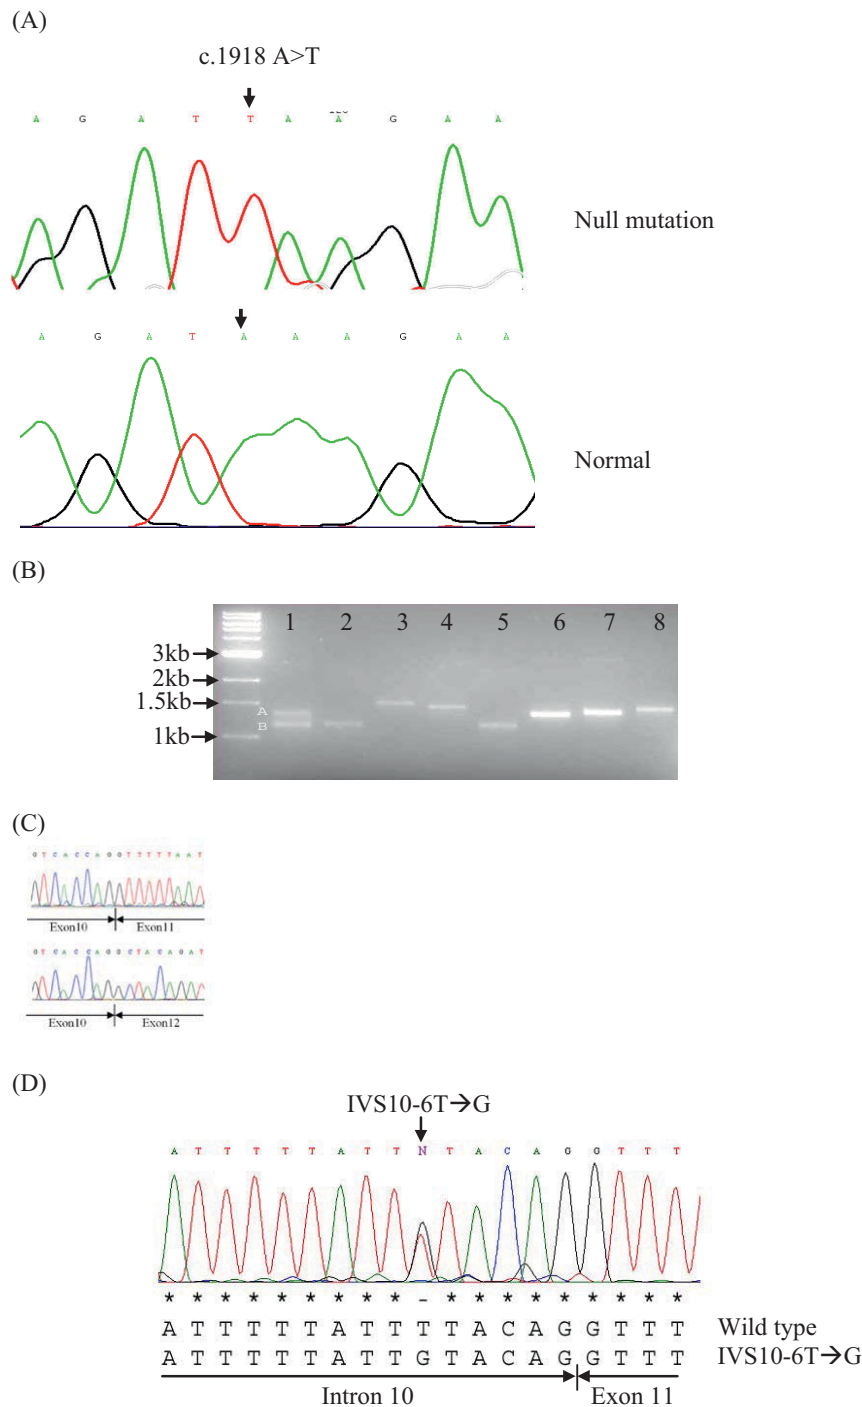 (A)
c.1918 A>T
A G A T T A A G A A
Null mutation
A G A T A A A G A A
Normal
(B)
1 2 3 4 5 6 7 8
3kb
2kb
1.5kb
A
B
1kb
(C)
G T C A C C A G G T T T T T A A T
Exon10 Exon11
G T C A C C A G G C T A C A G A T
Exon10 Exon12
(D)
IVS10-6T→G
A T T T T T A T T N T A C A G G T T T
* * * * * * * * * - * * * * * * * * *
A T T T T T A T T T T A C A G G T T T Wild type
A T T T T T A T T G T A C A G G T T T IVS10-6T→G
Intron 10 Exon 11